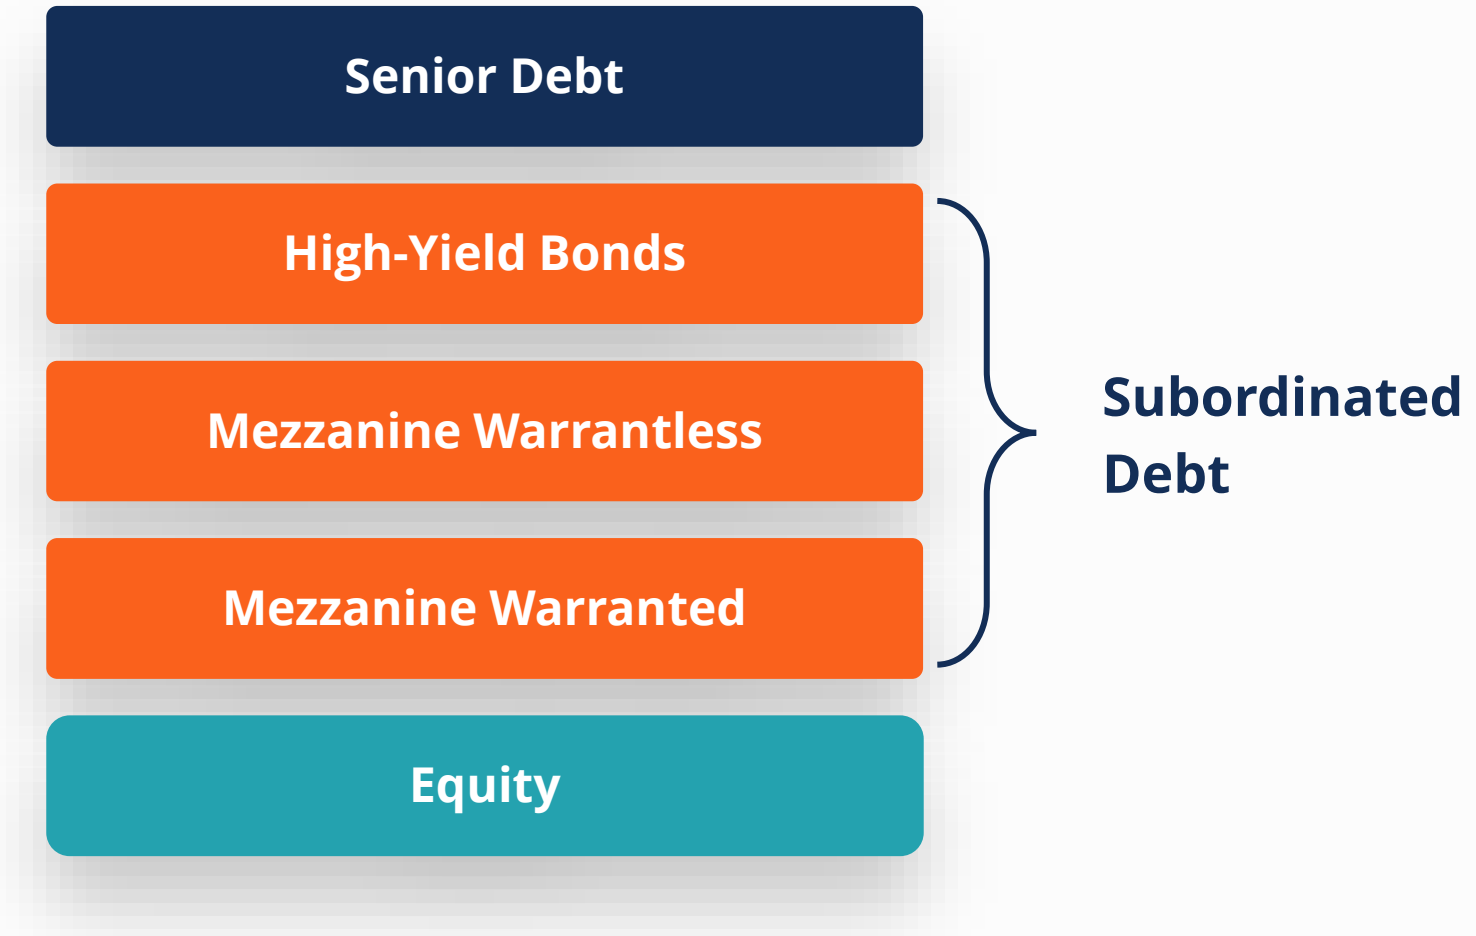 Senior Debt
High-Yield Bonds
Mezzanine Warrantless
Mezzanine Warranted
Equity
Subordinated
Debt